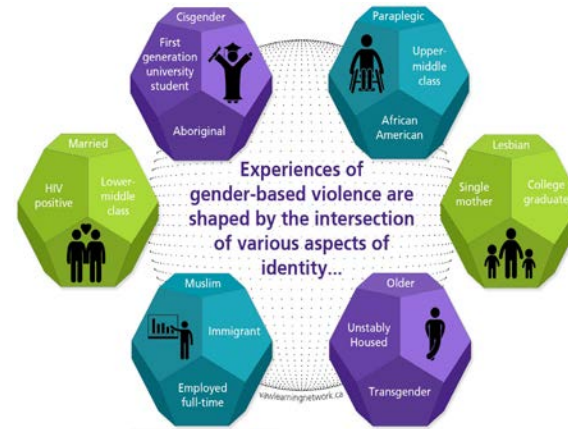 Cisgender
First
generation
university
student
Aboriginal
Paraplegic
Upper-
middle
class
African
American
Married
HIV
positive
Lower-
middle
class
Experiences of
gender-based violence are
shaped by the intersection
of various aspects of
identity...
Lesbian
Single
mother
College
graduate
Muslim
Immigrant
Employed
full-time
Older
Unstably
Housed
Transgender
vawlearningnetwork.ca